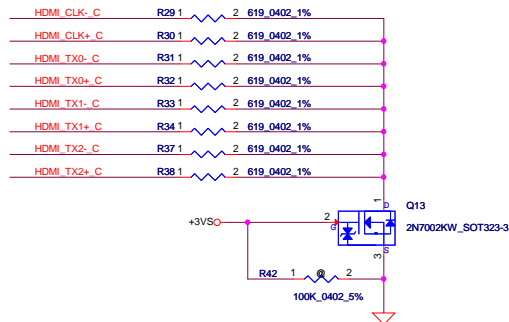 HDMI_CLK-_C R29 1 2 619_0402_1%
HDMI_CLK+_C R30 1 2 619_0402_1%
HDMI_TX0-_C R31 1 2 619_0402_1%
HDMI_TX0+_C R32 1 2 619_0402_1%
HDMI_TX1-_C R33 1 2 619_0402_1%
HDMI_TX1+_C R34 1 2 619_0402_1%
HDMI_TX2-_C R37 1 2 619_0402_1%
HDMI_TX2+_C R38 1 2 619_0402_1%
1 D Q13
+3VS 2 G 2N7002KW_SOT323-3
S
3
R42 1 @ 2
100K_0402_5%